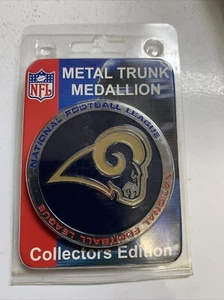 NFL
METAL TRUNK
MEDALLION
NATIONAL FOOTBALL LEAGUE
NATIONAL FOOTBALL LEAGUE
Collectors Edition